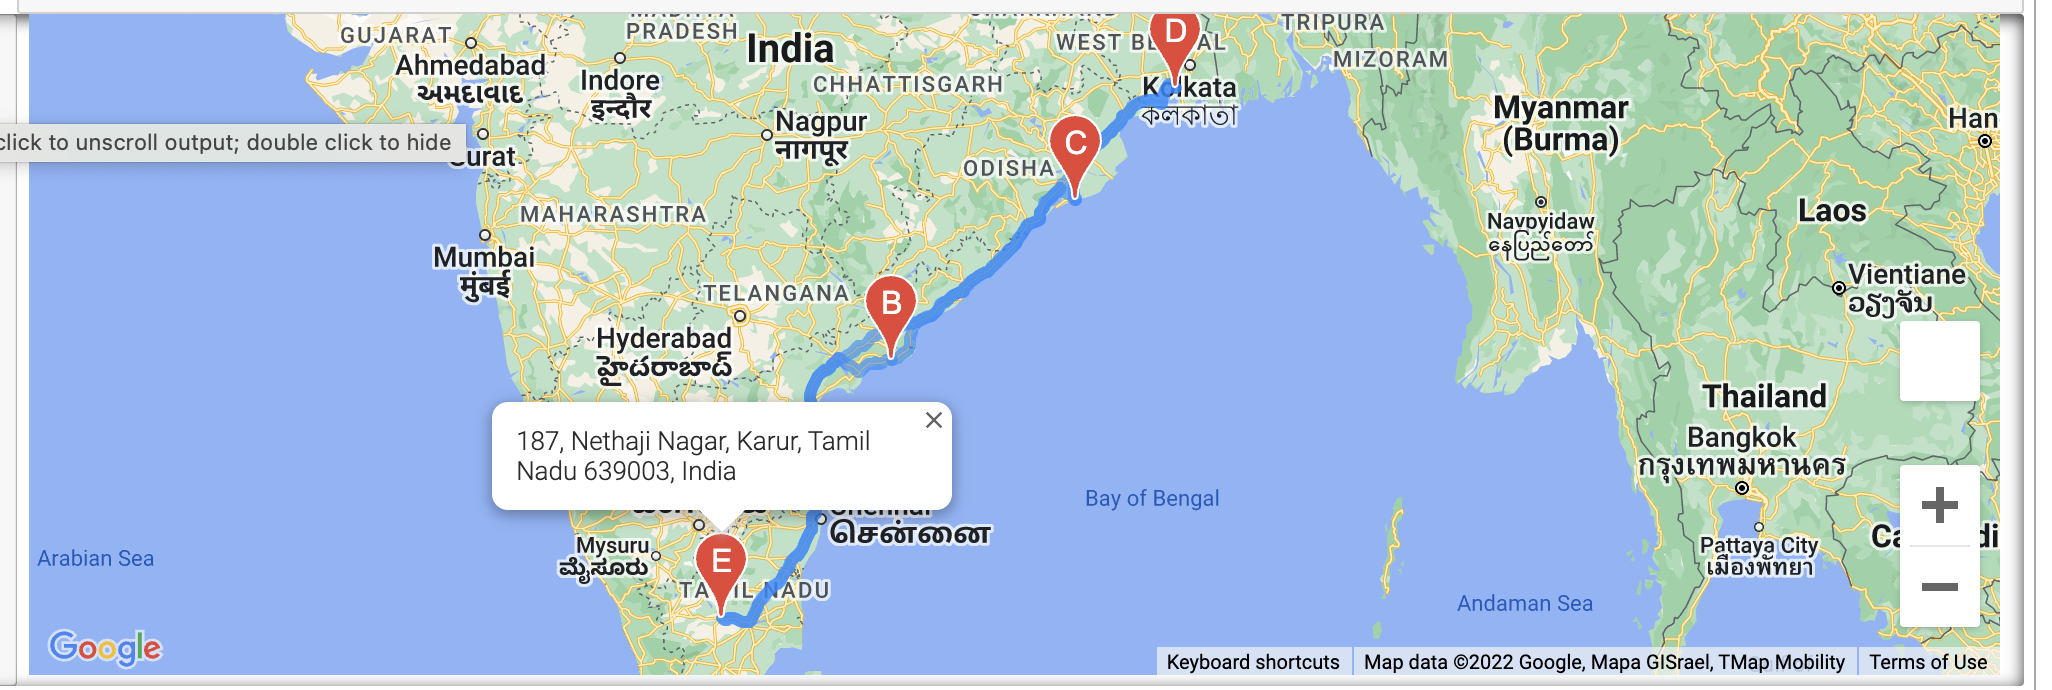 MADHYA
PRADESH
JHARKHAND
TRIPURA
GUJARAT
India
D
WEST BENGAL
MIZORAM
Ahmedabad
અમદાવાદ
Indore
इन्दौर
CHHATTISGARH
Kolkata
কলকাতা
Myanmar
(Burma)
Han
Nagpur
नागपूर
click to unscroll output; double click to hide
Surat
C
ODISHA
MAHARASHTRA
Naypyidaw
နေပြည်တော်
Laos
Mumbai
मुंबई
TELANGANA
B
Vientiane
ວຽງຈັນ
Hyderabad
హైదరాబాద్
187, Nethaji Nagar, Karur, Tamil
Nadu 639003, India
Thailand
Bangkok
กรุงเทพมหานคร
Bay of Bengal
Chennai
சென்னை
Mysuru
ಮೈಸೂರು
E
TAMIL NADU
Arabian Sea
Pattaya City
เมืองพัทยา
Andaman Sea
Google
Keyboard shortcuts
Map data ©2022 Google, Mapa GISrael, TMap Mobility
Terms of Use